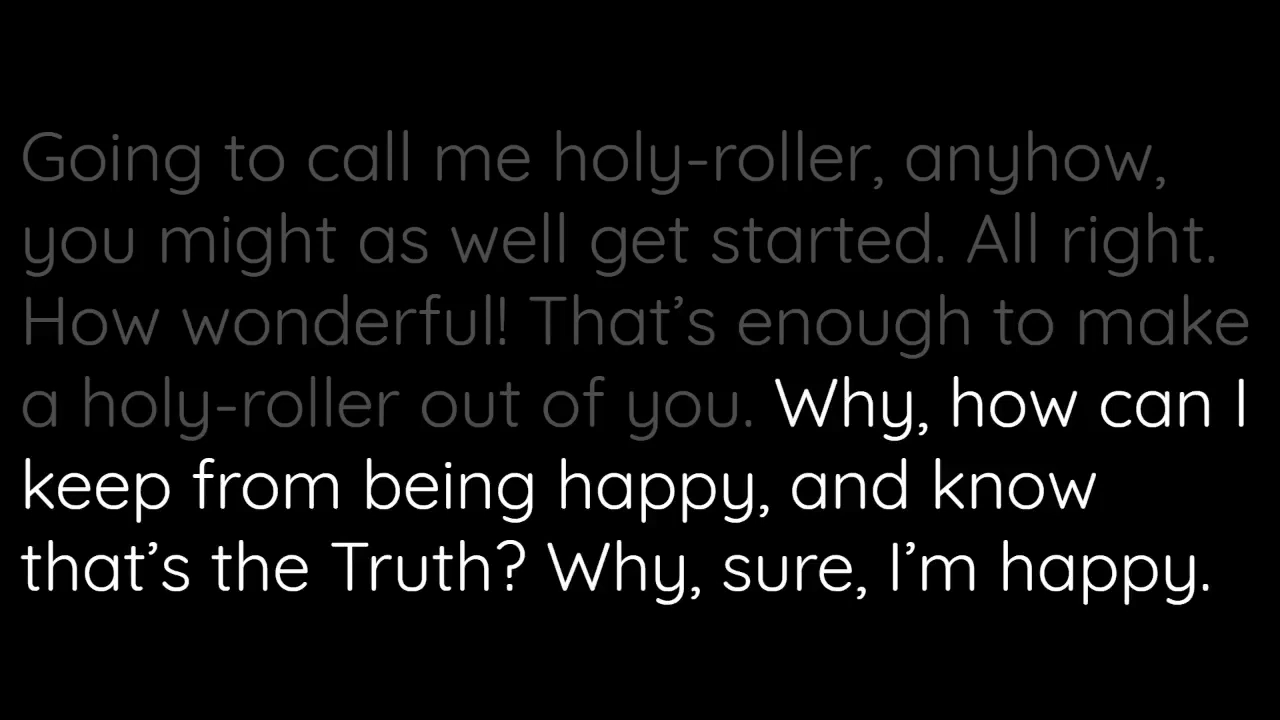 Going to call me holy-roller, anyhow,
you might as well get started. All right.
How wonderful! That’s enough to make
a holy-roller out of you. Why, how can I
keep from being happy, and know
that’s the Truth? Why, sure, I’m happy.